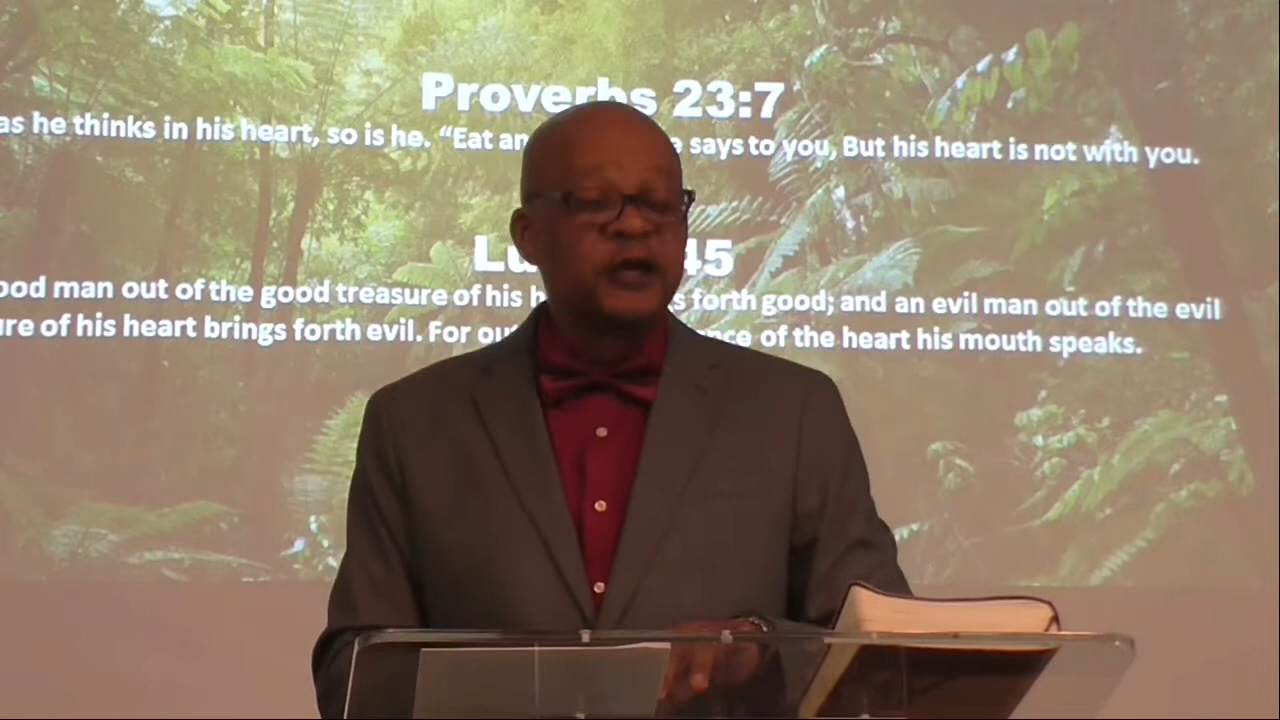 Proverbs 23:7
as he thinks in his heart, so is he. “Eat an says to you, But his heart is not with you.
Lu 45
ood man out of the good treasure of his h s forth good; and an evil man out of the evil
ure of his heart brings forth evil. For ou nce of the heart his mouth speaks.